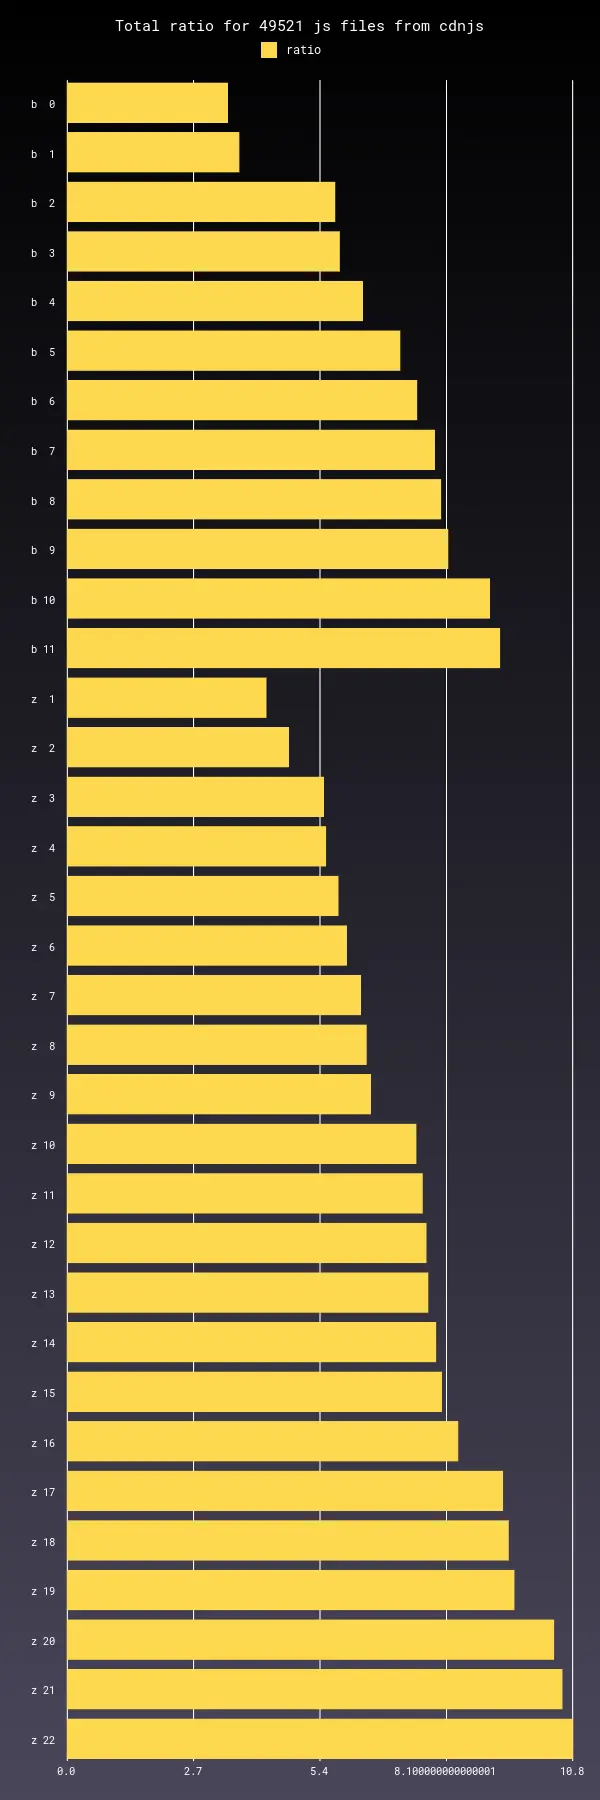 Total ratio for 49521 js files from cdnjs
ratio
b 0
b 1
b 2
b 3
b 4
b 5
b 6
b 7
b 8
b 9
b 10
b 11
z 1
z 2
z 3
z 4
z 5
z 6
z 7
z 8
z 9
z 10
z 11
z 12
z 13
z 14
z 15
z 16
z 17
z 18
z 19
z 20
z 21
z 22
0.0 2.7 5.4 8.100000000000001 10.8